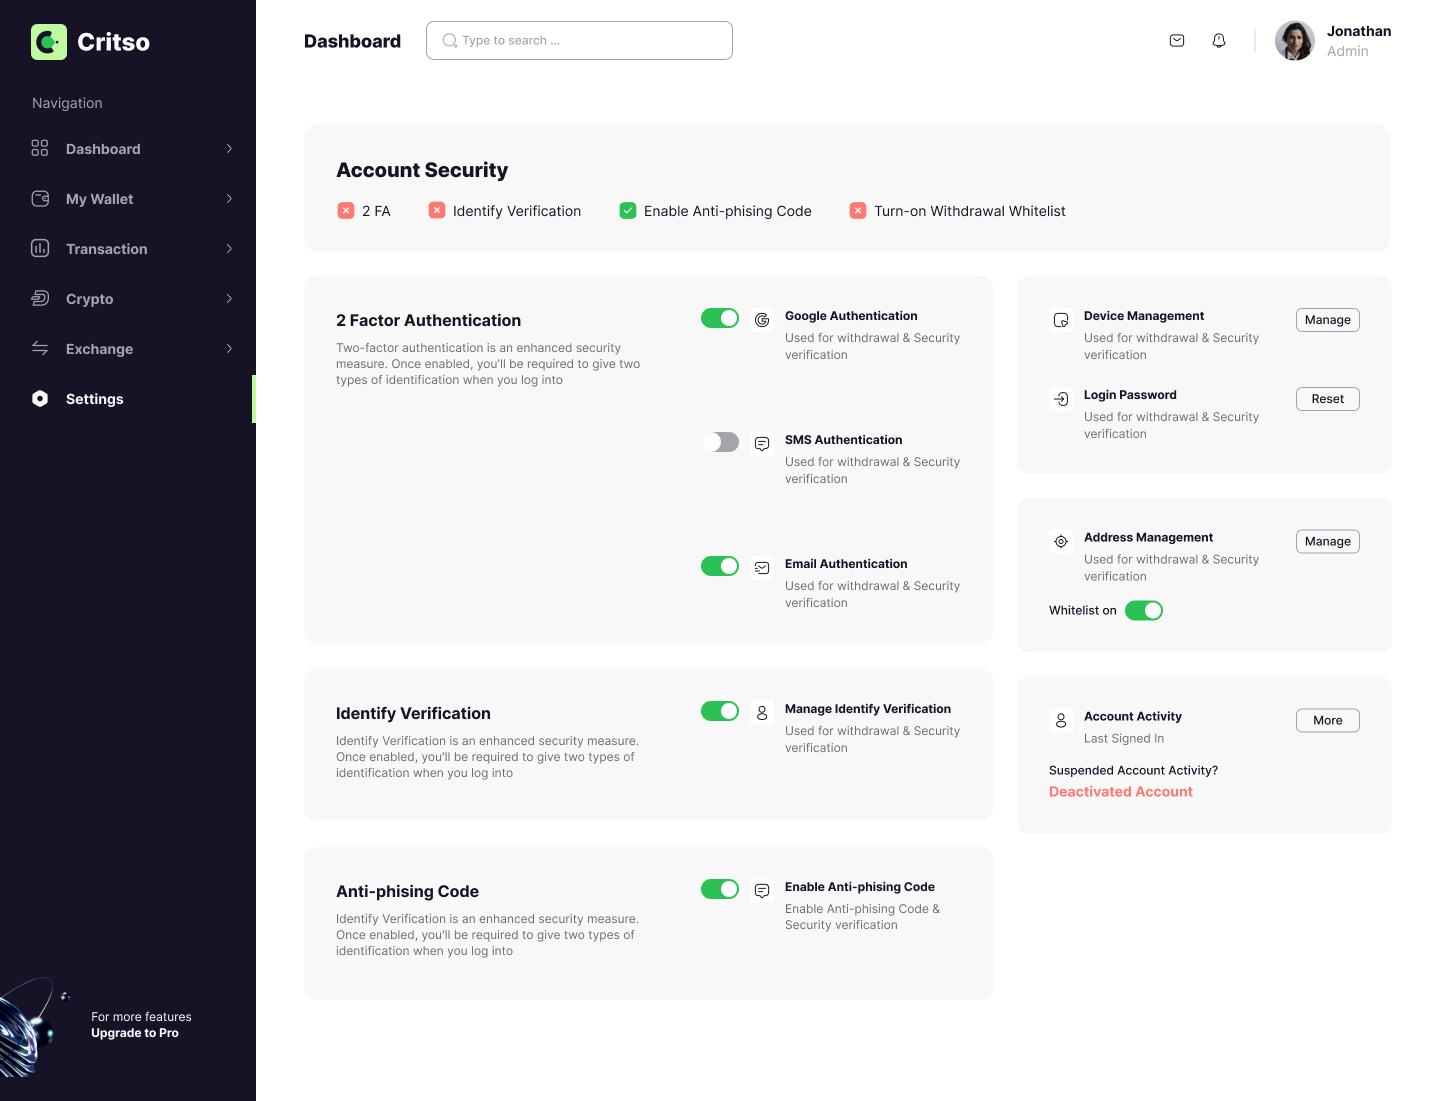 Critso
Navigation
Dashboard
My Wallet
Transaction
Crypto
Exchange
Settings
For more features
Upgrade to Pro
Dashboard
Type to search ...
Jonathan
Admin
Account Security
2 FA
Identify Verification
Enable Anti-phising Code
Turn-on Withdrawal Whitelist
2 Factor Authentication
Two-factor authentication is an enhanced security
measure. Once enabled, you'll be required to give two
types of identification when you log into
Google Authentication
Used for withdrawal & Security
verification
SMS Authentication
Used for withdrawal & Security
verification
Email Authentication
Used for withdrawal & Security
verification
Identify Verification
Identify Verification is an enhanced security measure.
Once enabled, you'll be required to give two types of
identification when you log into
Manage Identify Verification
Used for withdrawal & Security
verification
Anti-phising Code
Identify Verification is an enhanced security measure.
Once enabled, you'll be required to give two types of
identification when you log into
Enable Anti-phising Code
Enable Anti-phising Code &
Security verification
Device Management
Used for withdrawal & Security
verification
Manage
Login Password
Used for withdrawal & Security
verification
Reset
Address Management
Used for withdrawal & Security
verification
Manage
Whitelist on
Account Activity
Last Signed In
More
Suspended Account Activity?
Deactivated Account